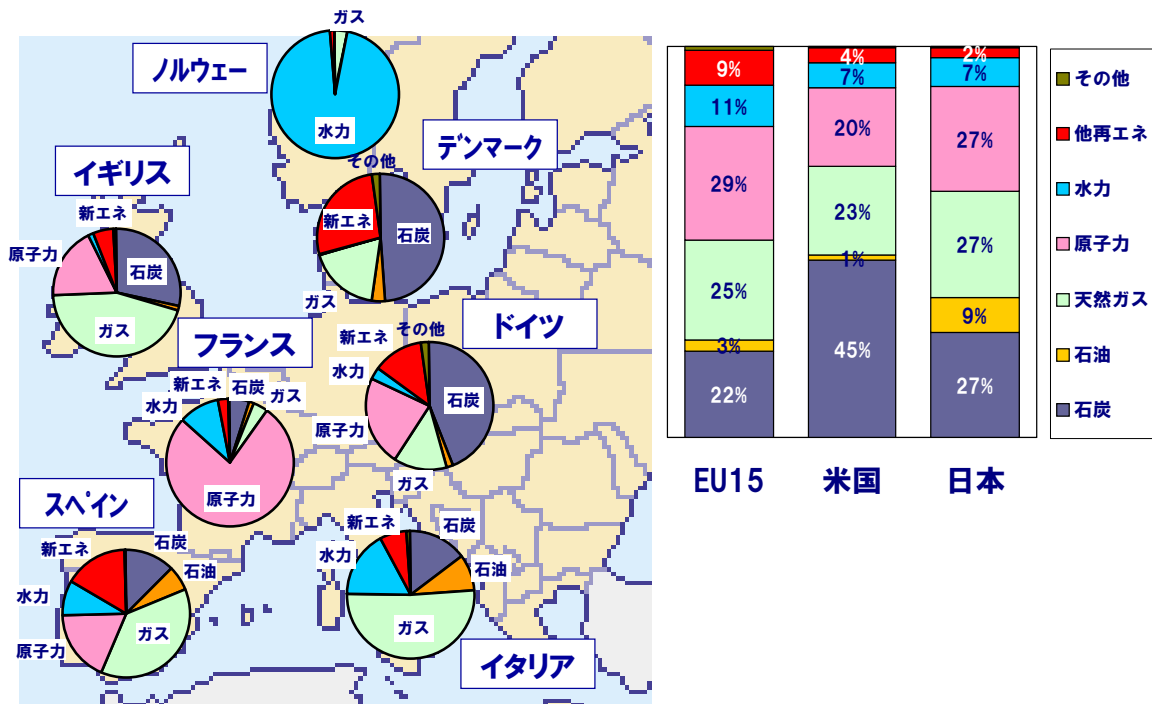 ノルウェー
ガス
水力
デンマーク
その他
新エネ
石炭
ガス
イギリス
新エネ
原子力
石炭
ガス
フランス
新エネ
石炭
ガス
水力
原子力
ドイツ
その他
新エネ
水力
石炭
原子力
ガス
スペイン
新エネ
石炭
石油
水力
ガス
原子力
新エネ
石炭
水力
石油
ガス
イタリア
9%
11%
29%
25%
3%
22%
EU15
4%
7%
20%
23%
1%
45%
米国
2%
7%
27%
27%
9%
27%
日本
その他
他再エネ
水力
原子力
天然ガス
石油
石炭